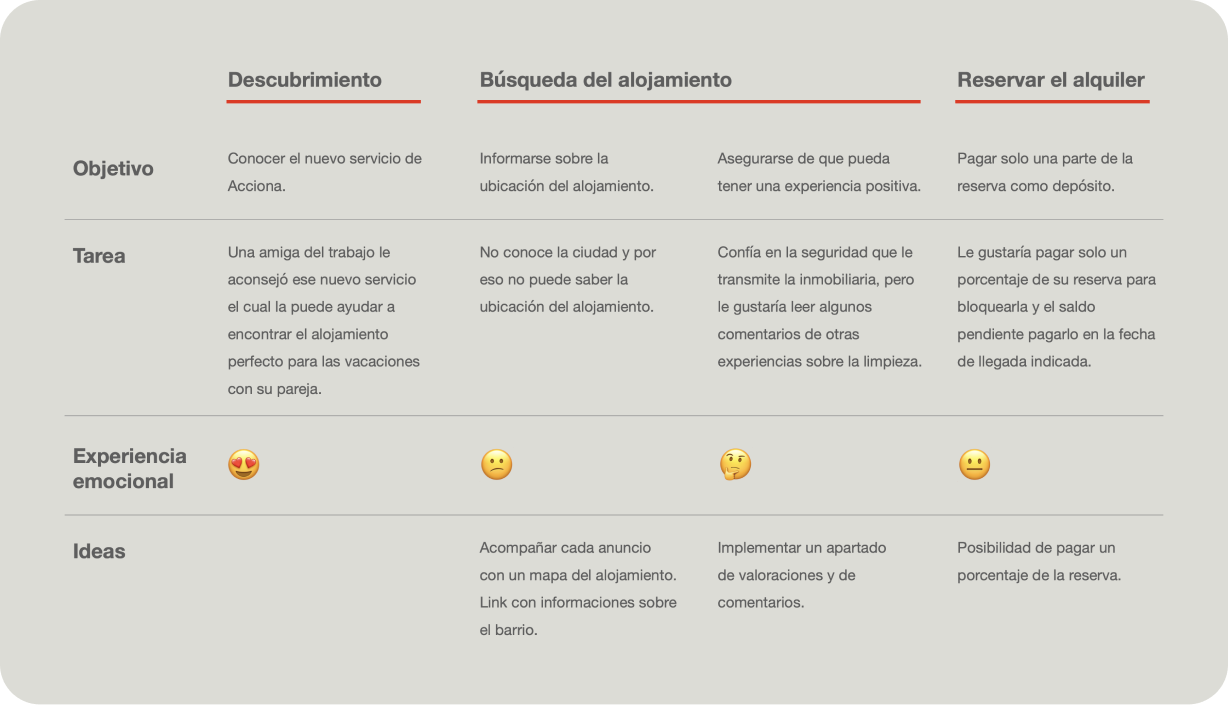 Descubrimiento
Búsqueda del alojamiento
Reservar el alquiler
Objetivo
Conocer el nuevo servicio de
Acciona.
Informarse sobre la
ubicación del alojamiento.
Asegurarse de que pueda
tener una experiencia positiva.
Pagar solo una parte de la
reserva como depósito.
Tarea
Una amiga del trabajo le
aconsejó ese nuevo servicio
el cual la puede ayudar a
encontrar el alojamiento
perfecto para las vacaciones
con su pareja.
No conoce la ciudad y por
eso no puede saber la
ubicación del alojamiento.
Confía en la seguridad que le
transmite la inmobiliaria, pero
le gustaría leer algunos
comentarios de otras
experiencias sobre la limpieza.
Le gustaría pagar solo un
porcentaje de su reserva para
bloquearla y el saldo
pendiente pagarlo en la fecha
de llegada indicada.
Experiencia
emocional
Ideas
Acompañar cada anuncio
con un mapa del alojamiento.
Link con informaciones sobre
el barrio.
Implementar un apartado
de valoraciones y de
comentarios.
Posibilidad de pagar un
porcentaje de la reserva.